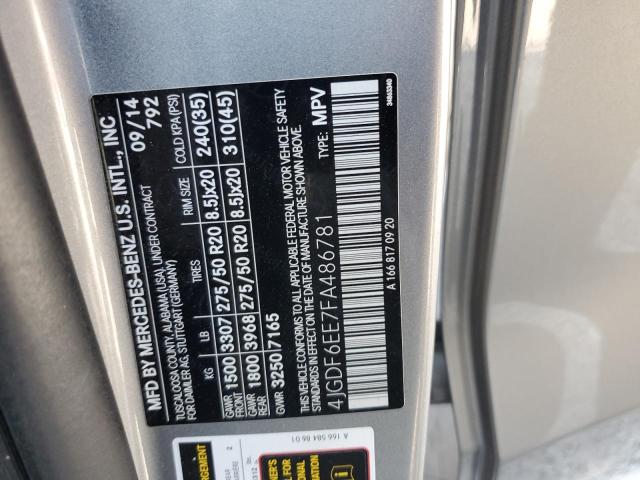 MFD BY MERCEDES-BENZ U.S. INTL., INC
TUSCALOOSA COUNTY, ALABAMA (USA), UNDER CONTRACT 09/14
FOR DAIMLER AG, STUTTGART (GERMANY) 792
KG LB TIRES RIM SIZE COLD KPA (PSI)
GAWR FRONT 1500 3307 275/50 R20 8.5Jx20 240(35)
GAWR REAR 1800 3968 275/50 R20 8.5Jx20 310(45)
GVWR 3250 7165
THIS VEHICLE CONFORMS TO ALL APPLICABLE FEDERAL MOTOR VEHICLE SAFETY
STANDARDS IN EFFECT ON THE DATE OF MANUFACTURE SHOWN ABOVE.
4JGDF6EE7FA486781 TYPE: MPV
A 166 817 09 20
34863340
A 166 584 86 01
2